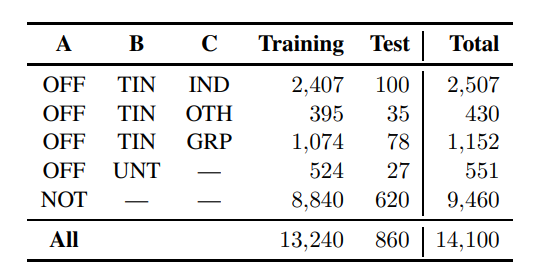 A B C Training Test Total
OFF TIN IND 2,407 100 2,507
OFF TIN OTH 395 35 430
OFF TIN GRP 1,074 78 1,152
OFF UNT — 524 27 551
NOT — — 8,840 620 9,460
All 13,240 860 14,100